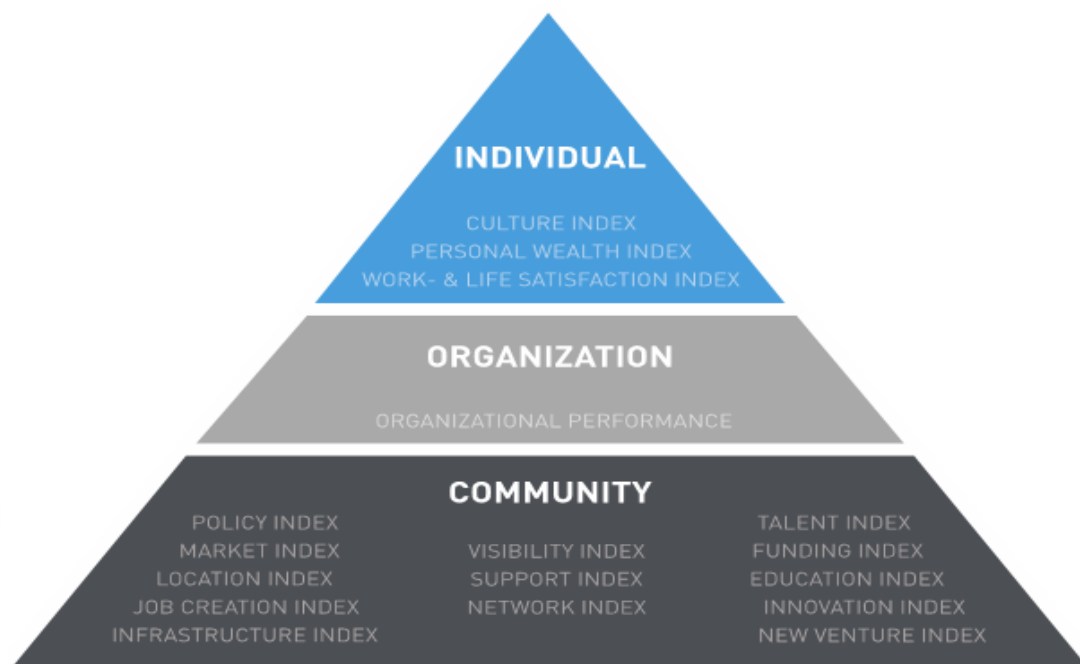 INDIVIDUAL
CULTURE INDEX
PERSONAL WEALTH INDEX
WORK- & LIFE SATISFACTION INDEX
ORGANIZATION
ORGANIZATIONAL PERFORMANCE
COMMUNITY
POLICY INDEX
MARKET INDEX
LOCATION INDEX
JOB CREATION INDEX
INFRASTRUCTURE INDEX
VISIBILITY INDEX
SUPPORT INDEX
NETWORK INDEX
TALENT INDEX
FUNDING INDEX
EDUCATION INDEX
INNOVATION INDEX
NEW VENTURE INDEX